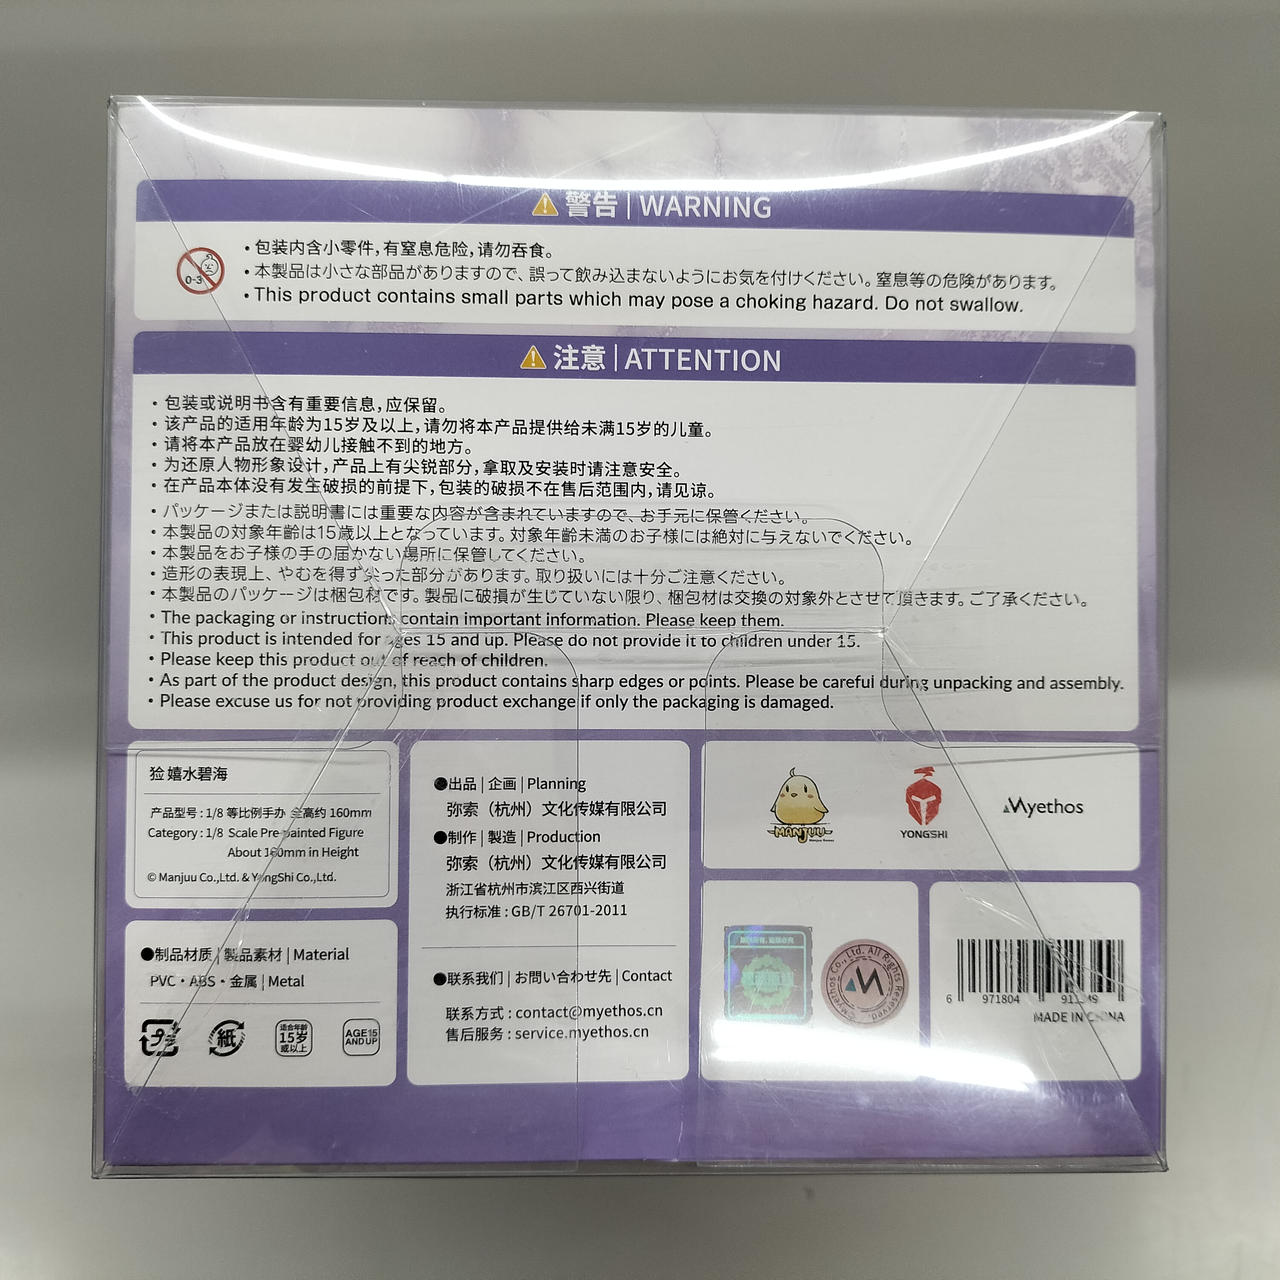 警告 | WARNING
0-3
• 包装内含小零件,有窒息危险,请勿吞食。
• 本製品は小さな部品がありますので、誤って飲み込まないようにお気を付けください。窒息等の危険があります。
• This product contains small parts which may pose a choking hazard. Do not swallow.
注意 | ATTENTION
• 包装或说明书含有重要信息,应保留。
• 该产品的适用年龄为15岁及以上,请勿将本产品提供给未满15岁的儿童。
• 请将本产品放在婴幼儿接触不到的地方。
• 为还原人物形象设计,产品上有尖锐部分,拿取及安装时请注意安全。
• 在产品本体没有发生破损的前提下,包装的破损不在售后范围内,请见谅。
• パッケージまたは説明書には重要な内容が含まれていますので、お手元に保管ください。
• 本製品の対象年齢は15歳以上となっています。対象年齢未満のお子様には絶対に与えないでください。
• 本製品をお子様の手の届かない場所に保管してください。
• 造形の表現上、やむを得ず尖った部分があります。取り扱いには十分ご注意ください。
• 本製品のパッケージは梱包材です。製品に破損が生じていない限り、梱包材は交換の対象外とさせて頂きます。ご了承ください。
• The packaging or instructions contain important information. Please keep them.
• This product is intended for ages 15 and up. Please do not provide it to children under 15.
• Please keep this product out of reach of children.
• As part of the product design, this product contains sharp edges or points. Please be careful during unpacking and assembly.
• Please excuse us for not providing product exchange if only the packaging is damaged.
嬉水碧海
产品型号 : 1/8 等比例手办 全高约 160mm
Category : 1/8 Scale Pre-painted Figure
About 160mm in Height
© Manjuu Co.,Ltd. & YongShi Co.,Ltd.
●制品材质 | 製品素材 | Material
PVC・ABS・金属 | Metal
プラ
紙
适合年龄
15岁
或以上
AGE15
ANDUP
●出品 | 企画 | Planning
弥索（杭州）文化传媒有限公司
●制作 | 製造 | Production
弥索（杭州）文化传媒有限公司
浙江省杭州市滨江区西兴街道
执行标准 : GB/T 26701-2011
●联系我们 | お問い合わせ先 | Contact
联系方式 : contact@myethos.cn
售后服务 : service.myethos.cn
MANJUU
YONGSHI
Myethos
Myethos Co., Ltd. All Rights Reserved.
6 971804
MADE IN CHINA